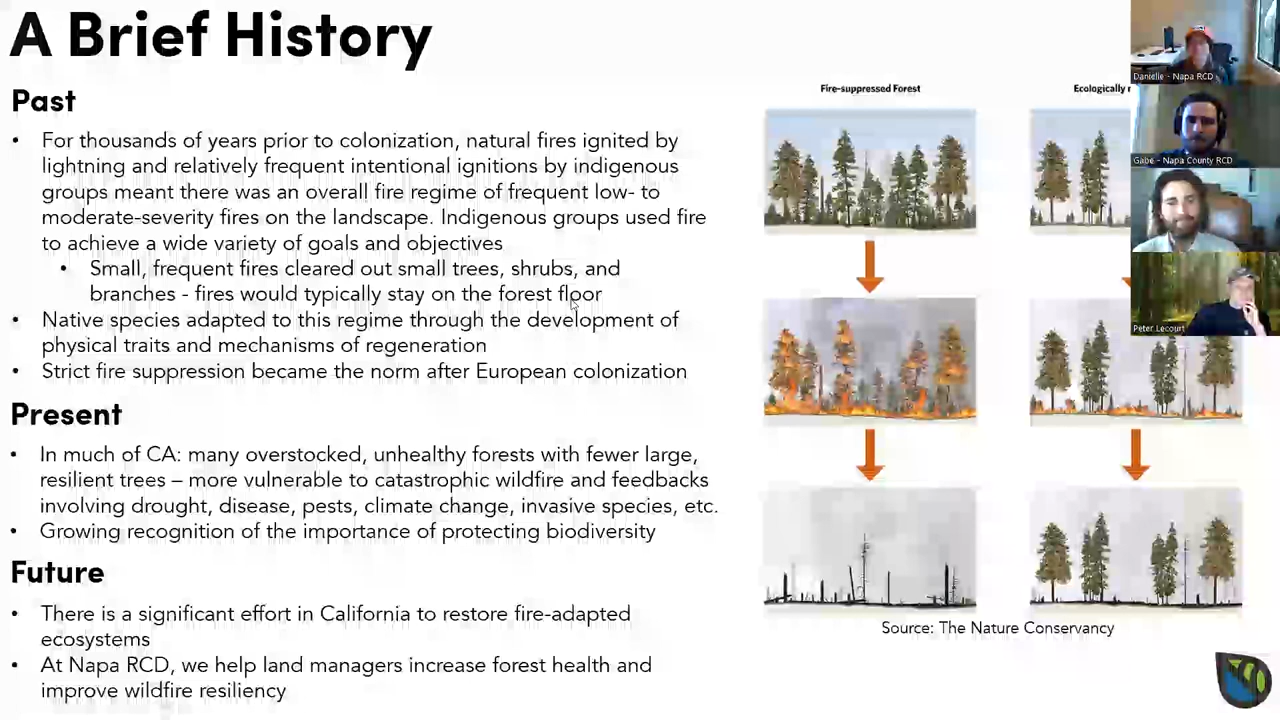 A Brief History
Past
• For thousands of years prior to colonization, natural fires ignited by
lightning and relatively frequent intentional ignitions by indigenous
groups meant there was an overall fire regime of frequent low- to
moderate-severity fires on the landscape. Indigenous groups used fire
to achieve a wide variety of goals and objectives
• Small, frequent fires cleared out small trees, shrubs, and
branches - fires would typically stay on the forest floor
• Native species adapted to this regime through the development of
physical traits and mechanisms of regeneration
• Strict fire suppression became the norm after European colonization
Present
• In much of CA: many overstocked, unhealthy forests with fewer large,
resilient trees – more vulnerable to catastrophic wildfire and feedbacks
involving drought, disease, pests, climate change, invasive species, etc.
• Growing recognition of the importance of protecting biodiversity
Future
• There is a significant effort in California to restore fire-adapted
ecosystems
• At Napa RCD, we help land managers increase forest health and
improve wildfire resiliency
Fire-suppressed Forest
Ecologically
Source: The Nature Conservancy
Danielle - Napa RCD
Gabe - Napa County RCD
Peter Lecourt